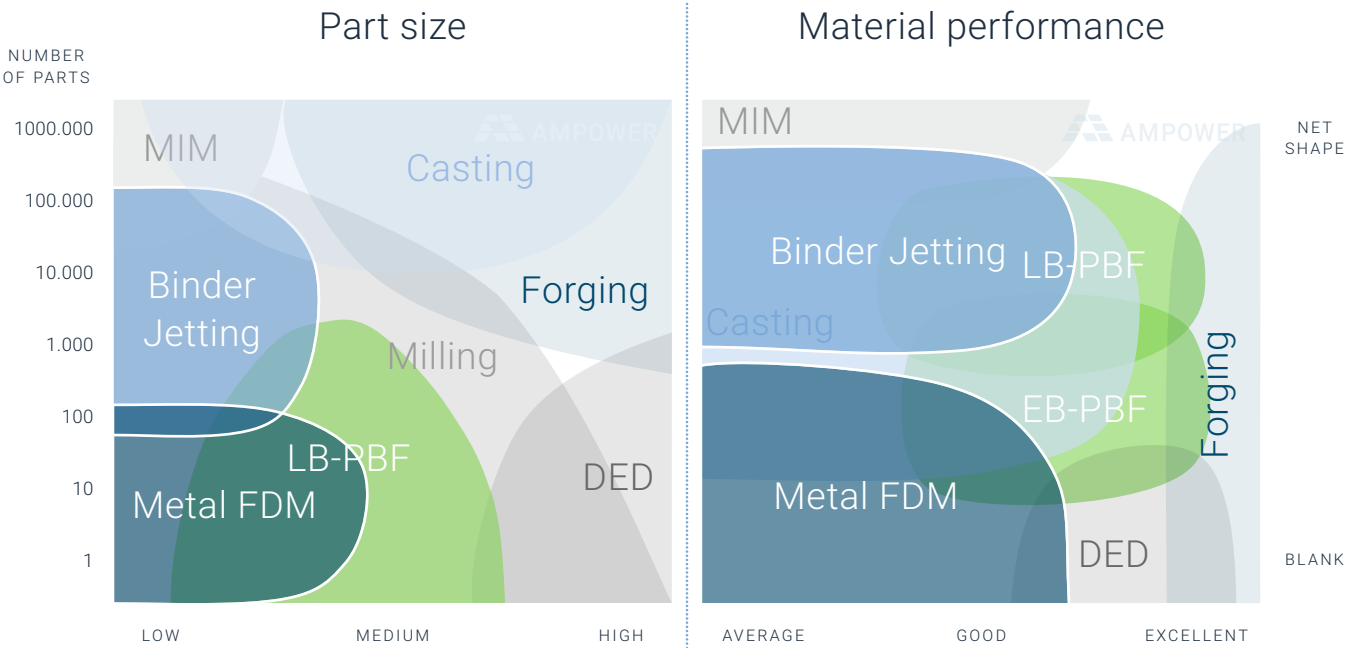 Part size
Material performance
NUMBER
OF PARTS
1000.000
100.000
10.000
1.000
100
10
1
MIM
AMPOWER
Casting
Binder
Jetting
Forging
Milling
LB-PBF
DED
Metal FDM
LOW
MEDIUM
HIGH
MIM
AMPOWER
NET
SHAPE
Binder Jetting
LB-PBF
Casting
Forging
EB-PBF
Metal FDM
DED
BLANK
AVERAGE
GOOD
EXCELLENT